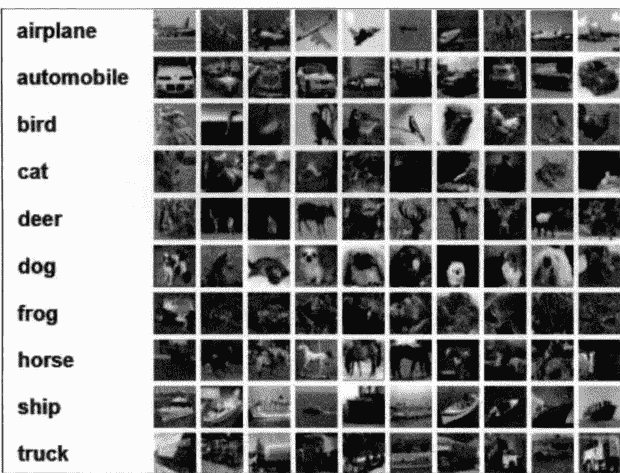 airplane
automobile
bird
cat
deer
dog
frog
horse
ship
truck